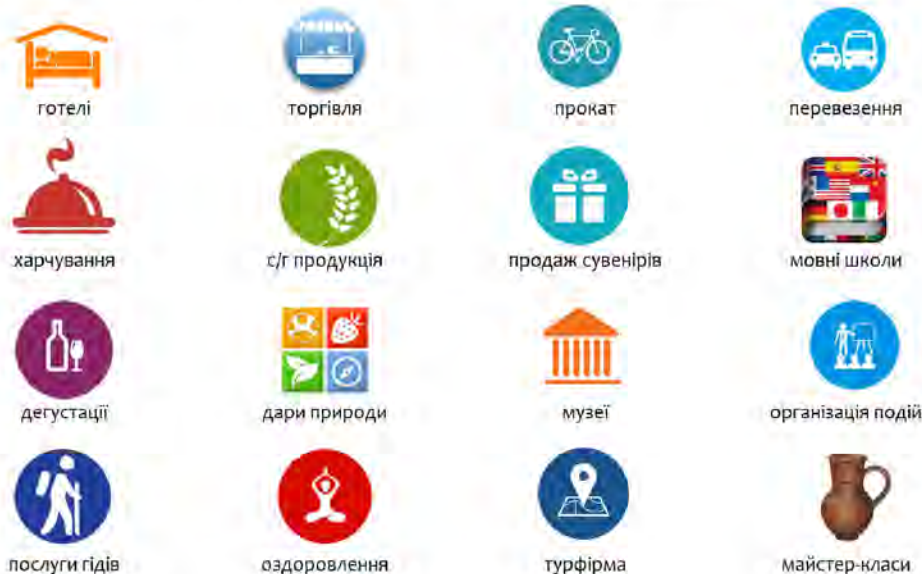 готелі
торгівля
прокат
перевезення
харчування
с/г продукція
продаж сувенірів
мовні школи
дегустації
дари природи
музеї
організація подій
послуги гідів
оздоровлення
турфірма
майстер-класи